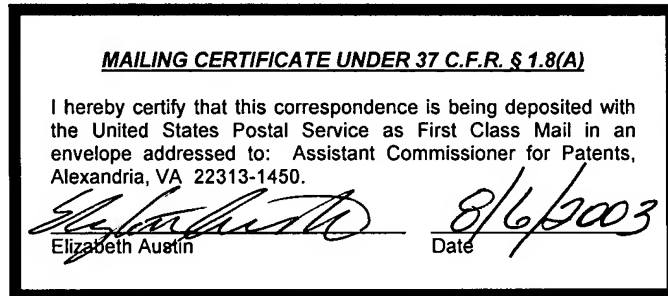 MAILING CERTIFICATE UNDER 37 C.F.R. § 1.8(A)
I hereby certify that this correspondence is being deposited with
the United States Postal Service as First Class Mail in an
envelope addressed to: Assistant Commissioner for Patents,
Alexandria, VA 22313-1450.
Elizabeth Austin 8/6/2003
Elizabeth Austin Date